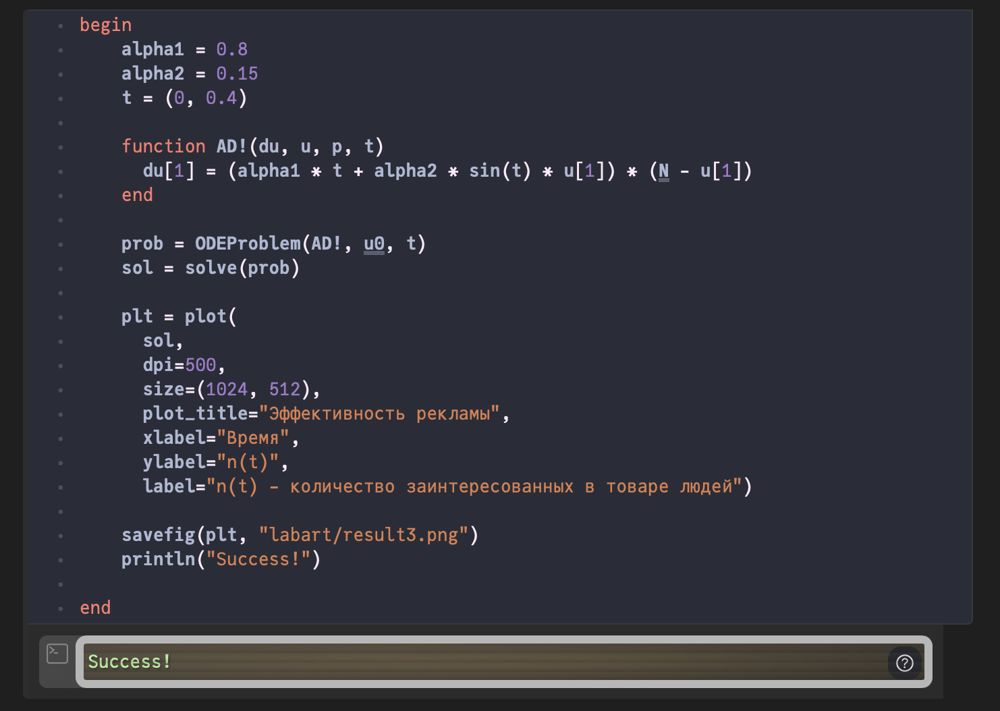 begin
    alpha1 = 0.8
    alpha2 = 0.15
    t = (0, 0.4)
    function AD!(du, u, p, t)
      du[1] = (alpha1 * t + alpha2 * sin(t) * u[1]) * (N - u[1])
    end
    prob = ODEProblem(AD!, u0, t)
    sol = solve(prob)
    plt = plot(
      sol,
      dpi=500,
      size=(1024, 512),
      plot_title="Эффективность рекламы",
      xlabel="Время",
      ylabel="n(t)",
      label="n(t) – количество заинтересованных в товаре людей")
    savefig(plt, "labart/result3.png")
    println("Success!")
end
Success!